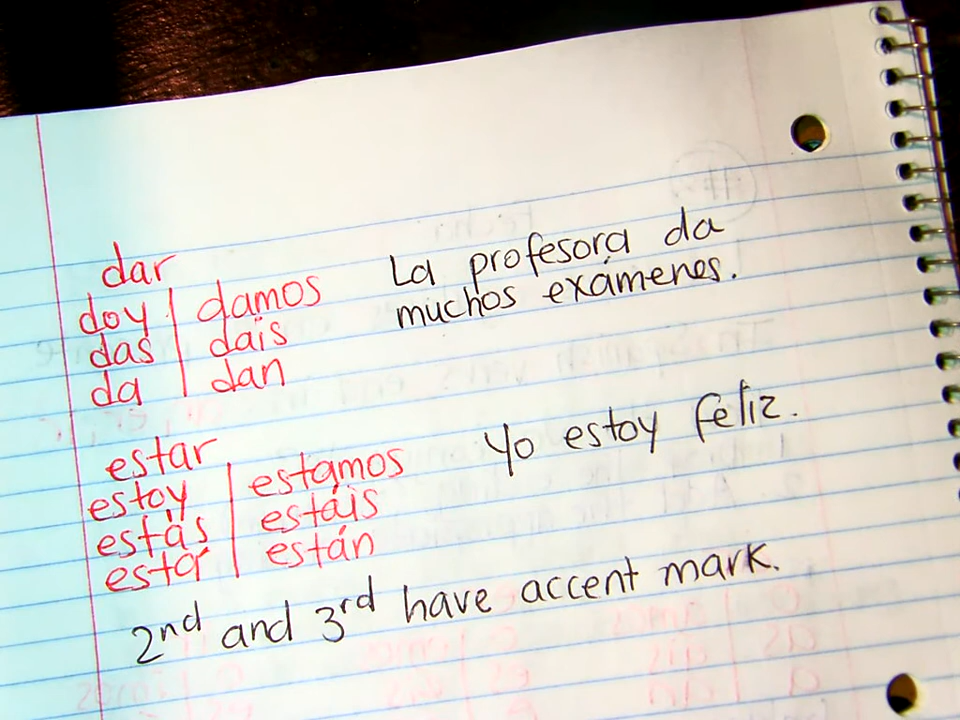 dar
doy | damos
das | dais
da | dan
La profesora da
muchos exámenes.
estar
estoy | estamos
estás | estáis
está | están
Yo estoy feliz.
2nd and 3rd have accent mark.